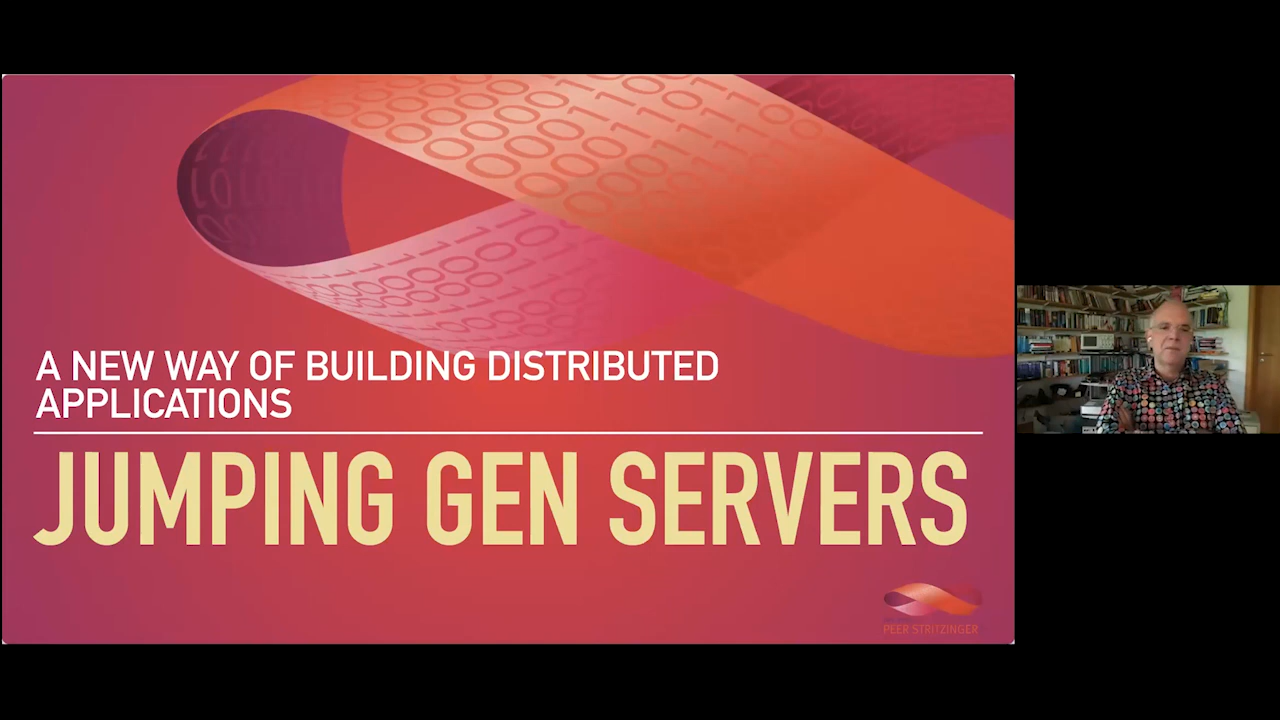 A NEW WAY OF BUILDING DISTRIBUTED
APPLICATIONS
JUMPING GEN SERVERS
PEER STRITZINGER